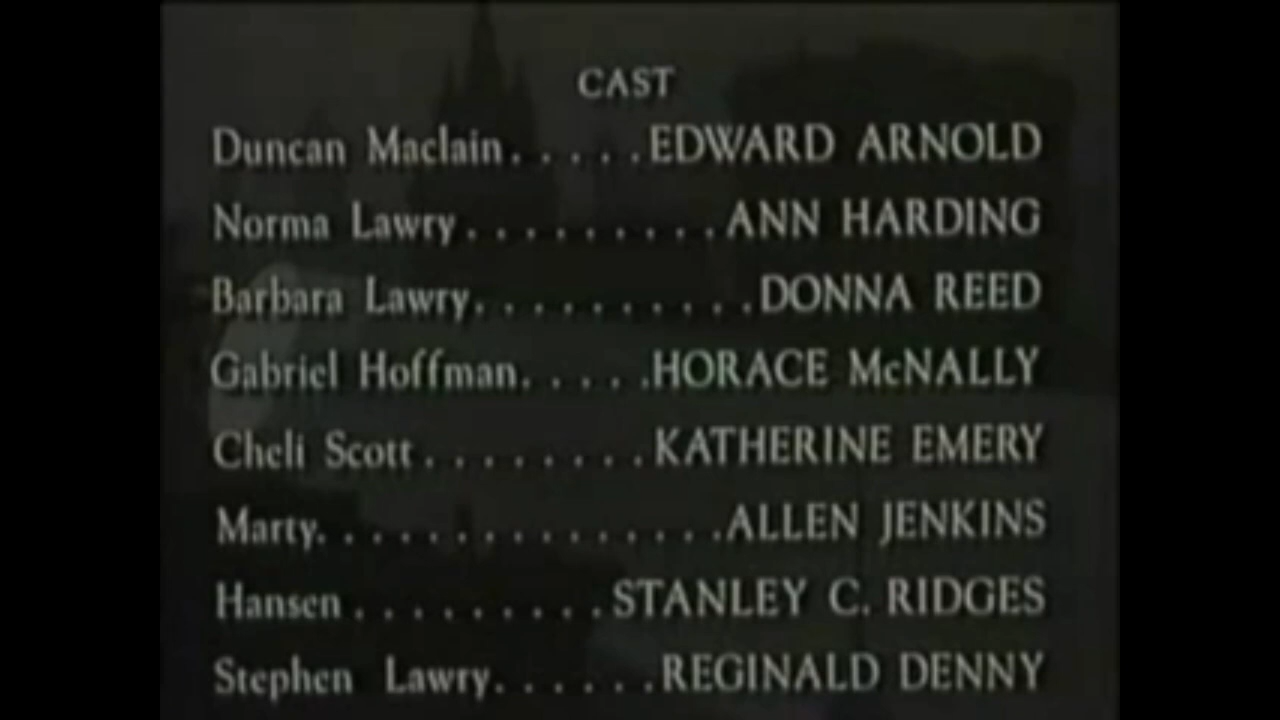 CAST
Duncan Maclain.....EDWARD ARNOLD
Norma Lawry.........ANN HARDING
Barbara Lawry..........DONNA REED
Gabriel Hoffman.....HORACE McNALLY
Cheli Scott........KATHERINE EMERY
Marty...............ALLEN JENKINS
Hansen.........STANLEY C. RIDGES
Stephen Lawry......REGINALD DENNY